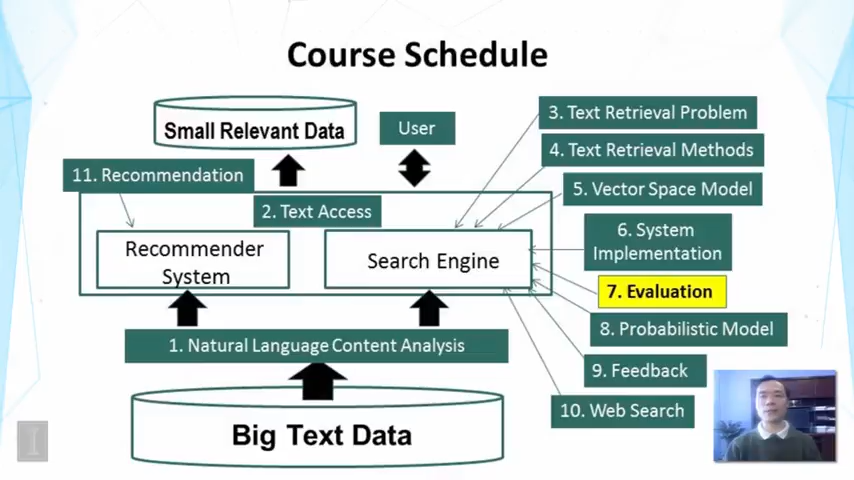 Course Schedule
Small Relevant Data
User
3. Text Retrieval Problem
4. Text Retrieval Methods
11. Recommendation
5. Vector Space Model
2. Text Access
6. System
Implementation
Recommender
System
Search Engine
7. Evaluation
8. Probabilistic Model
1. Natural Language Content Analysis
9. Feedback
10. Web Search
Big Text Data
I